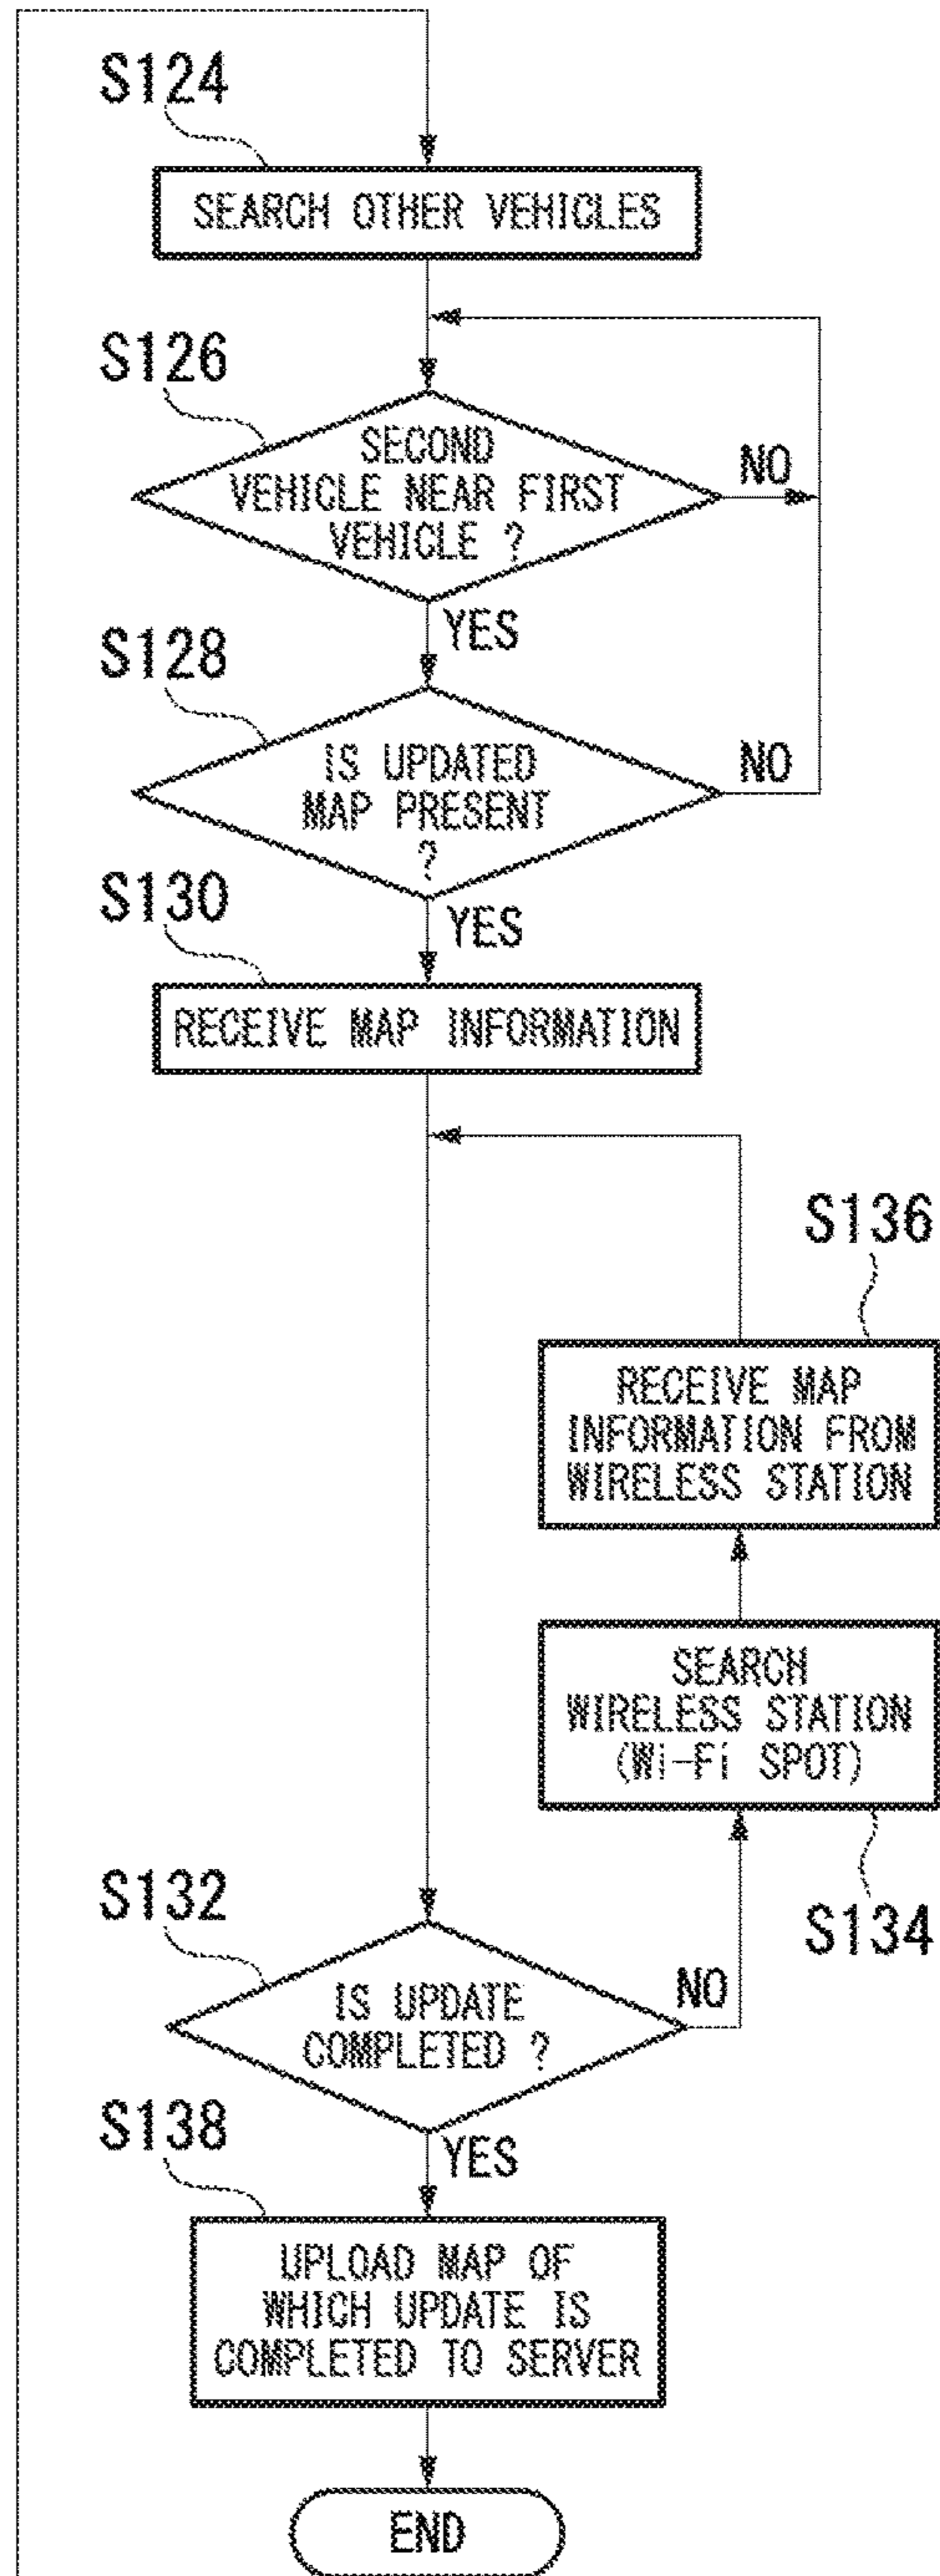 S124
SEARCH OTHER VEHICLES
S126
SECOND
VEHICLE NEAR FIRST
VEHICLE ?
NO
YES
S128
IS UPDATED
MAP PRESENT
?
NO
YES
S130
RECEIVE MAP INFORMATION
S136
RECEIVE MAP
INFORMATION FROM
WIRELESS STATION
SEARCH
WIRELESS STATION
(Wi-Fi SPOT)
S134
S132
IS UPDATE
COMPLETED ?
NO
YES
S138
UPLOAD MAP OF
WHICH UPDATE IS
COMPLETED TO SERVER
END